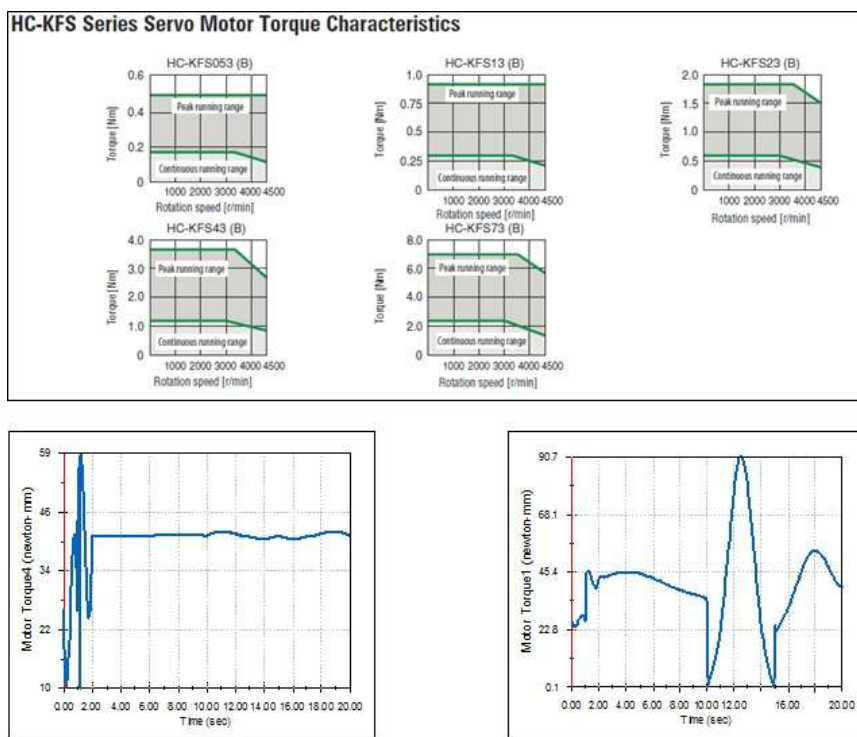 HC-KFS Series Servo Motor Torque Characteristics
HC-KFS053 (B)
Torque [Nm]
0.6
0.4
0.2
0
Peak running range
Continuous running range
1000 2000 3000 4000 4500
Rotation speed [r/min]
HC-KFS13 (B)
Torque [Nm]
1.0
0.75
0.5
0.25
0
Peak running range
Continuous running range
1000 2000 3000 4000 4500
Rotation speed [r/min]
HC-KFS23 (B)
Torque [Nm]
2.0
1.5
1.0
0.5
0
Peak running range
Continuous running range
1000 2000 3000 4000 4500
Rotation speed [r/min]
HC-KFS43 (B)
Torque [Nm]
4.0
3.0
2.0
1.0
0
Peak running range
Continuous running range
1000 2000 3000 4000 4500
Rotation speed [r/min]
HC-KFS73 (B)
Torque [Nm]
8.0
6.0
4.0
2.0
0
Peak running range
Continuous running range
1000 2000 3000 4000 4500
Rotation speed [r/min]
Motor Torque4 (newton-mm)
59
46
34
22
10
0.00 2.00 4.00 6.00 8.00 10.00 12.00 14.00 16.00 18.00 20.00
Time (sec)
Motor Torque1 (newton-mm)
90.7
68.1
45.4
22.8
0.1
0.00 2.00 4.00 6.00 8.00 10.00 12.00 15.00 20.00
Time (sec)